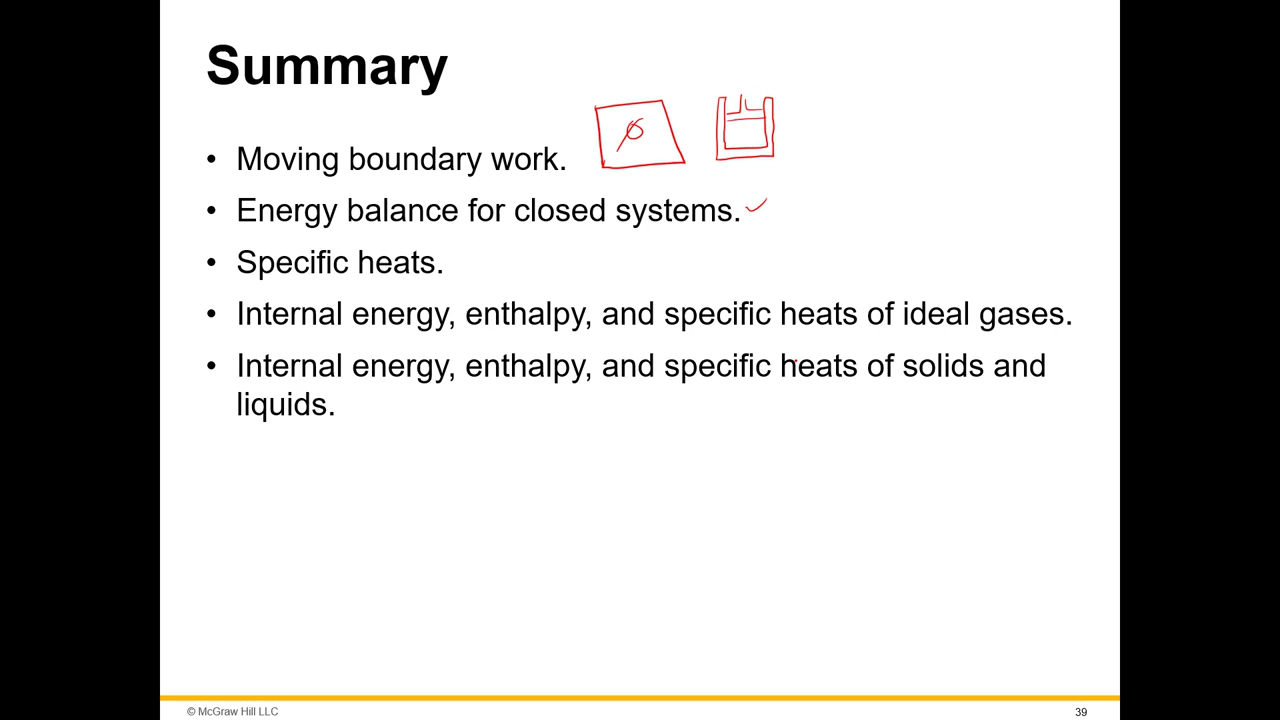 Summary
• Moving boundary work.
• Energy balance for closed systems.
• Specific heats.
• Internal energy, enthalpy, and specific heats of ideal gases.
• Internal energy, enthalpy, and specific heats of solids and
liquids.
© McGraw Hill LLC
39